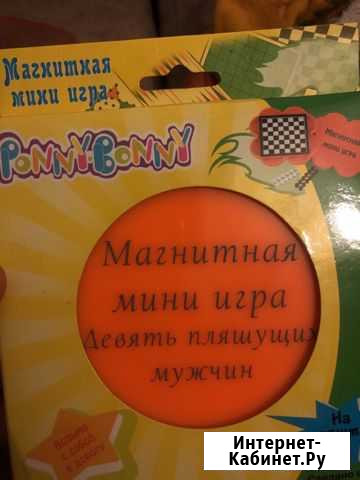 Магнитная
мини игра
PONNY-BONNY
Магнитная
мини игра
Магнитная
мини игра
Девять пляшущих
мужчин
На
Интернет-
Кабинет.Ру